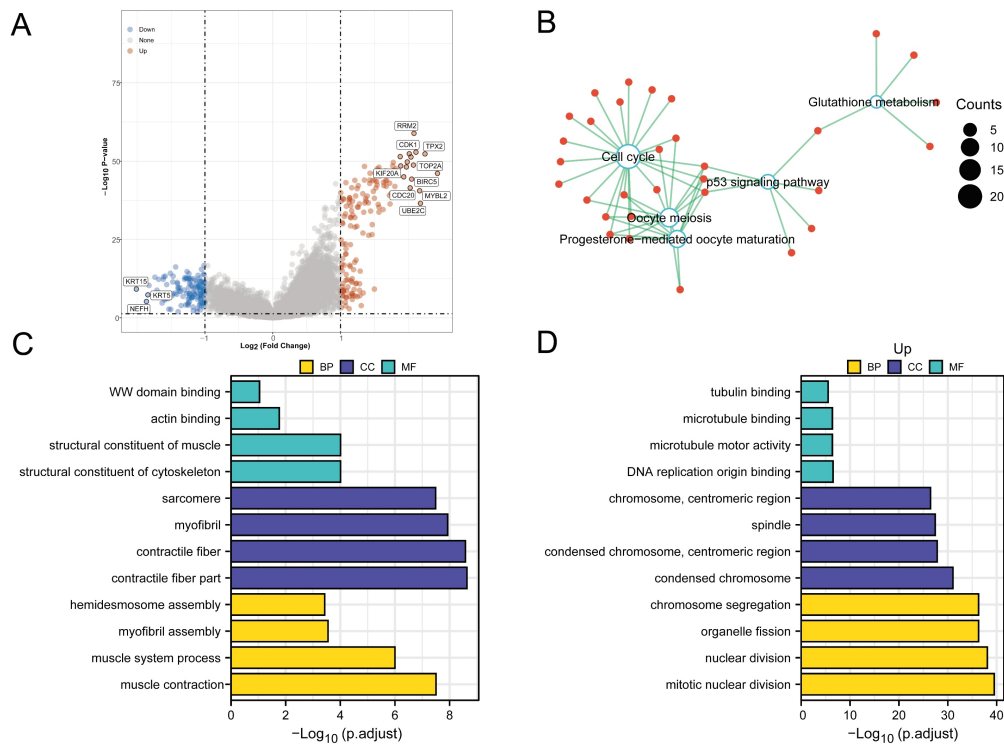 A
Down
None
Up
75
50
25
0
−Log10 P−value
RRM2
CDK1
TPX2
KIF20A
TOP2A
BIRC5
CDC20
MYBL2
UBE2C
KRT15
KRT5
NEFH
−1
0
1
Log2 (Fold Change)
B
Glutathione metabolism
Cell cycle
p53 signaling pathway
Oocyte meiosis
Progesterone−mediated oocyte maturation
Counts
5
10
15
20
C
BP CC MF
WW domain binding
actin binding
structural constituent of muscle
structural constituent of cytoskeleton
sarcomere
myofibril
contractile fiber
contractile fiber part
hemidesmosome assembly
myofibril assembly
muscle system process
muscle contraction
0 2 4 6 8
−Log10 (p.adjust)
D
Up
BP CC MF
tubulin binding
microtubule binding
microtubule motor activity
DNA replication origin binding
chromosome, centromeric region
spindle
condensed chromosome, centromeric region
condensed chromosome
chromosome segregation
organelle fission
nuclear division
mitotic nuclear division
0 10 20 30 40
−Log10 (p.adjust)